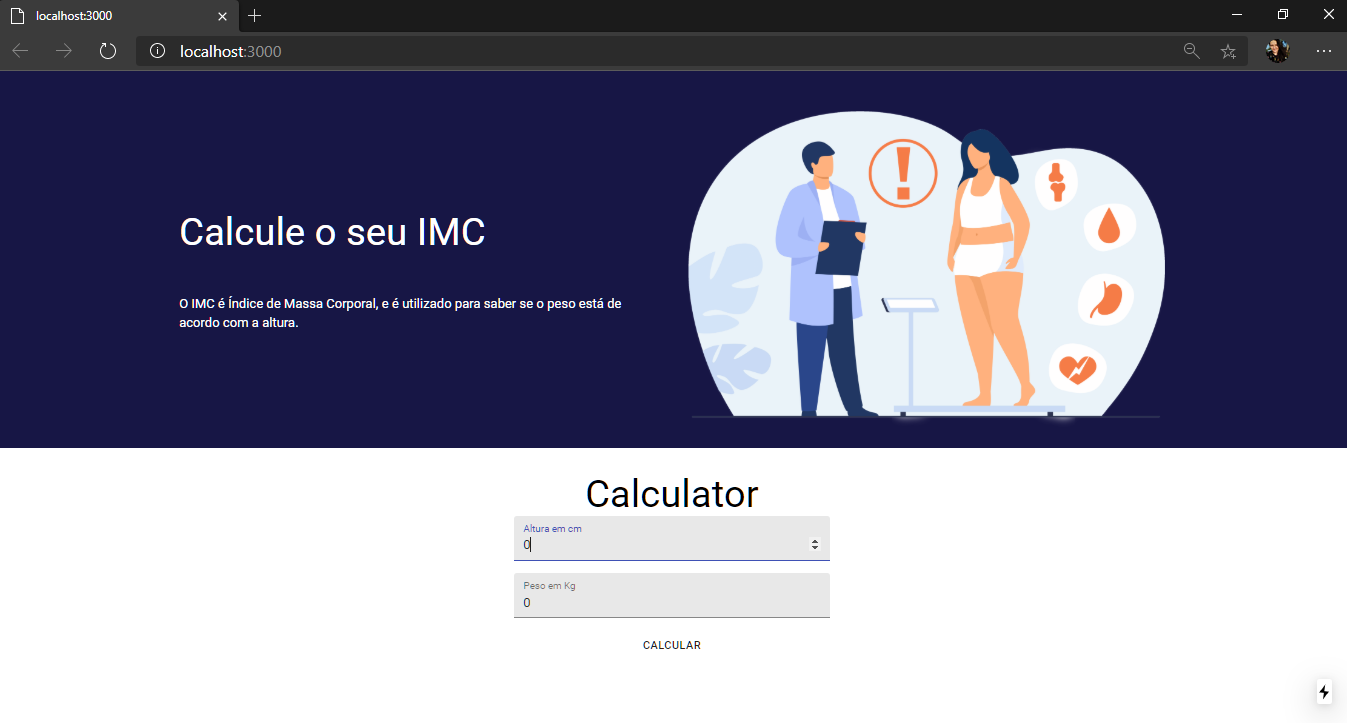 localhost:3000
localhost:3000
Calcule o seu IMC
O IMC é Índice de Massa Corporal, e é utilizado para saber se o peso está de
acordo com a altura.
Calculator
Altura em cm
0
Peso em Kg
0
CALCULAR